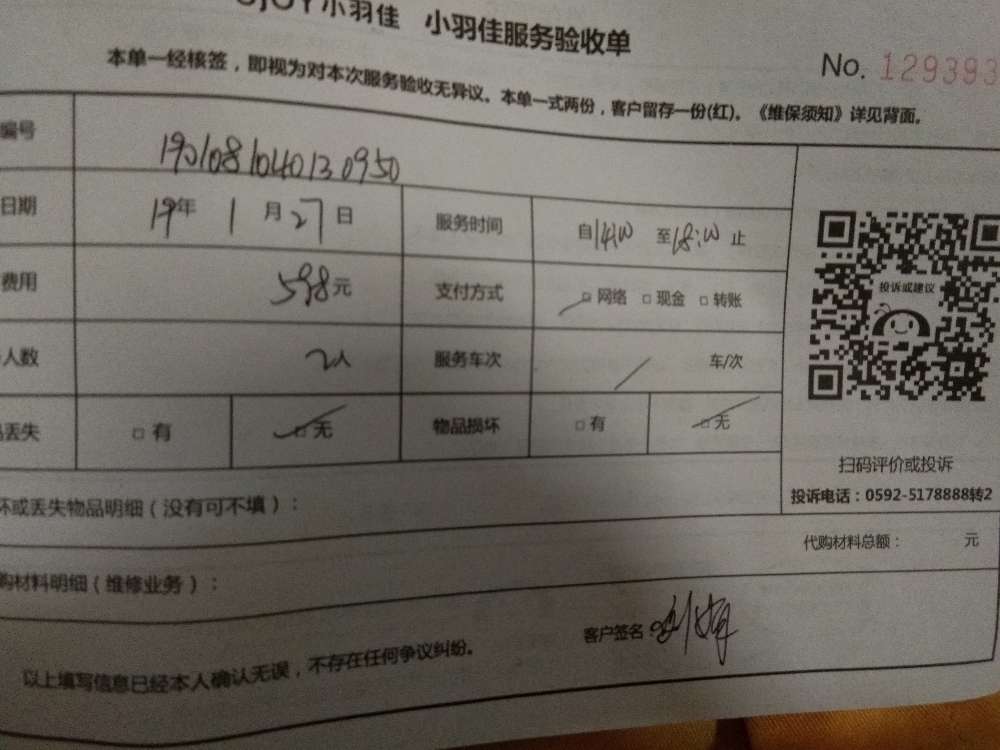 小羽佳 小羽佳服务验收单
No. 129393
本单一经核签，即视为对本次服务验收无异议。本单一式两份，客户留存一份(红)。《维保须知》详见背面。
编号 190108104013 0950
日期 19年 1月27日 服务时间 自14:00 至18:00 止
费用 598元 支付方式 □网络 □现金 □转账
人数 2人 服务车次 车/次
丢失 □有 □无 物品损坏 □有 □无
投诉或建议
扫码评价或投诉
投诉电话：0592-5178888转2
坏或丢失物品明细（没有可不填）：
代购材料总额： 元
购材料明细（维修业务）：
客户签名：
以上填写信息已经本人确认无误，不存在任何争议纠纷。